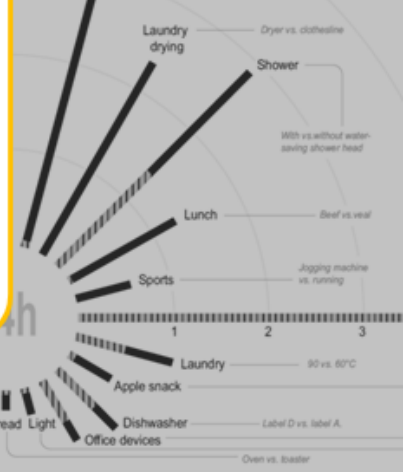 Laundry
drying
Dryer vs. clothesline
Shower
With vs.without water-
saving shower head
Lunch
Beef vs.veal
Sports
Jogging machine
vs. running
4h
1 2 3
Laundry
90 vs. 60°C
Apple snack
Dishwasher
Label D vs. label A.
ead Light
Office devices
Oven vs. toaster